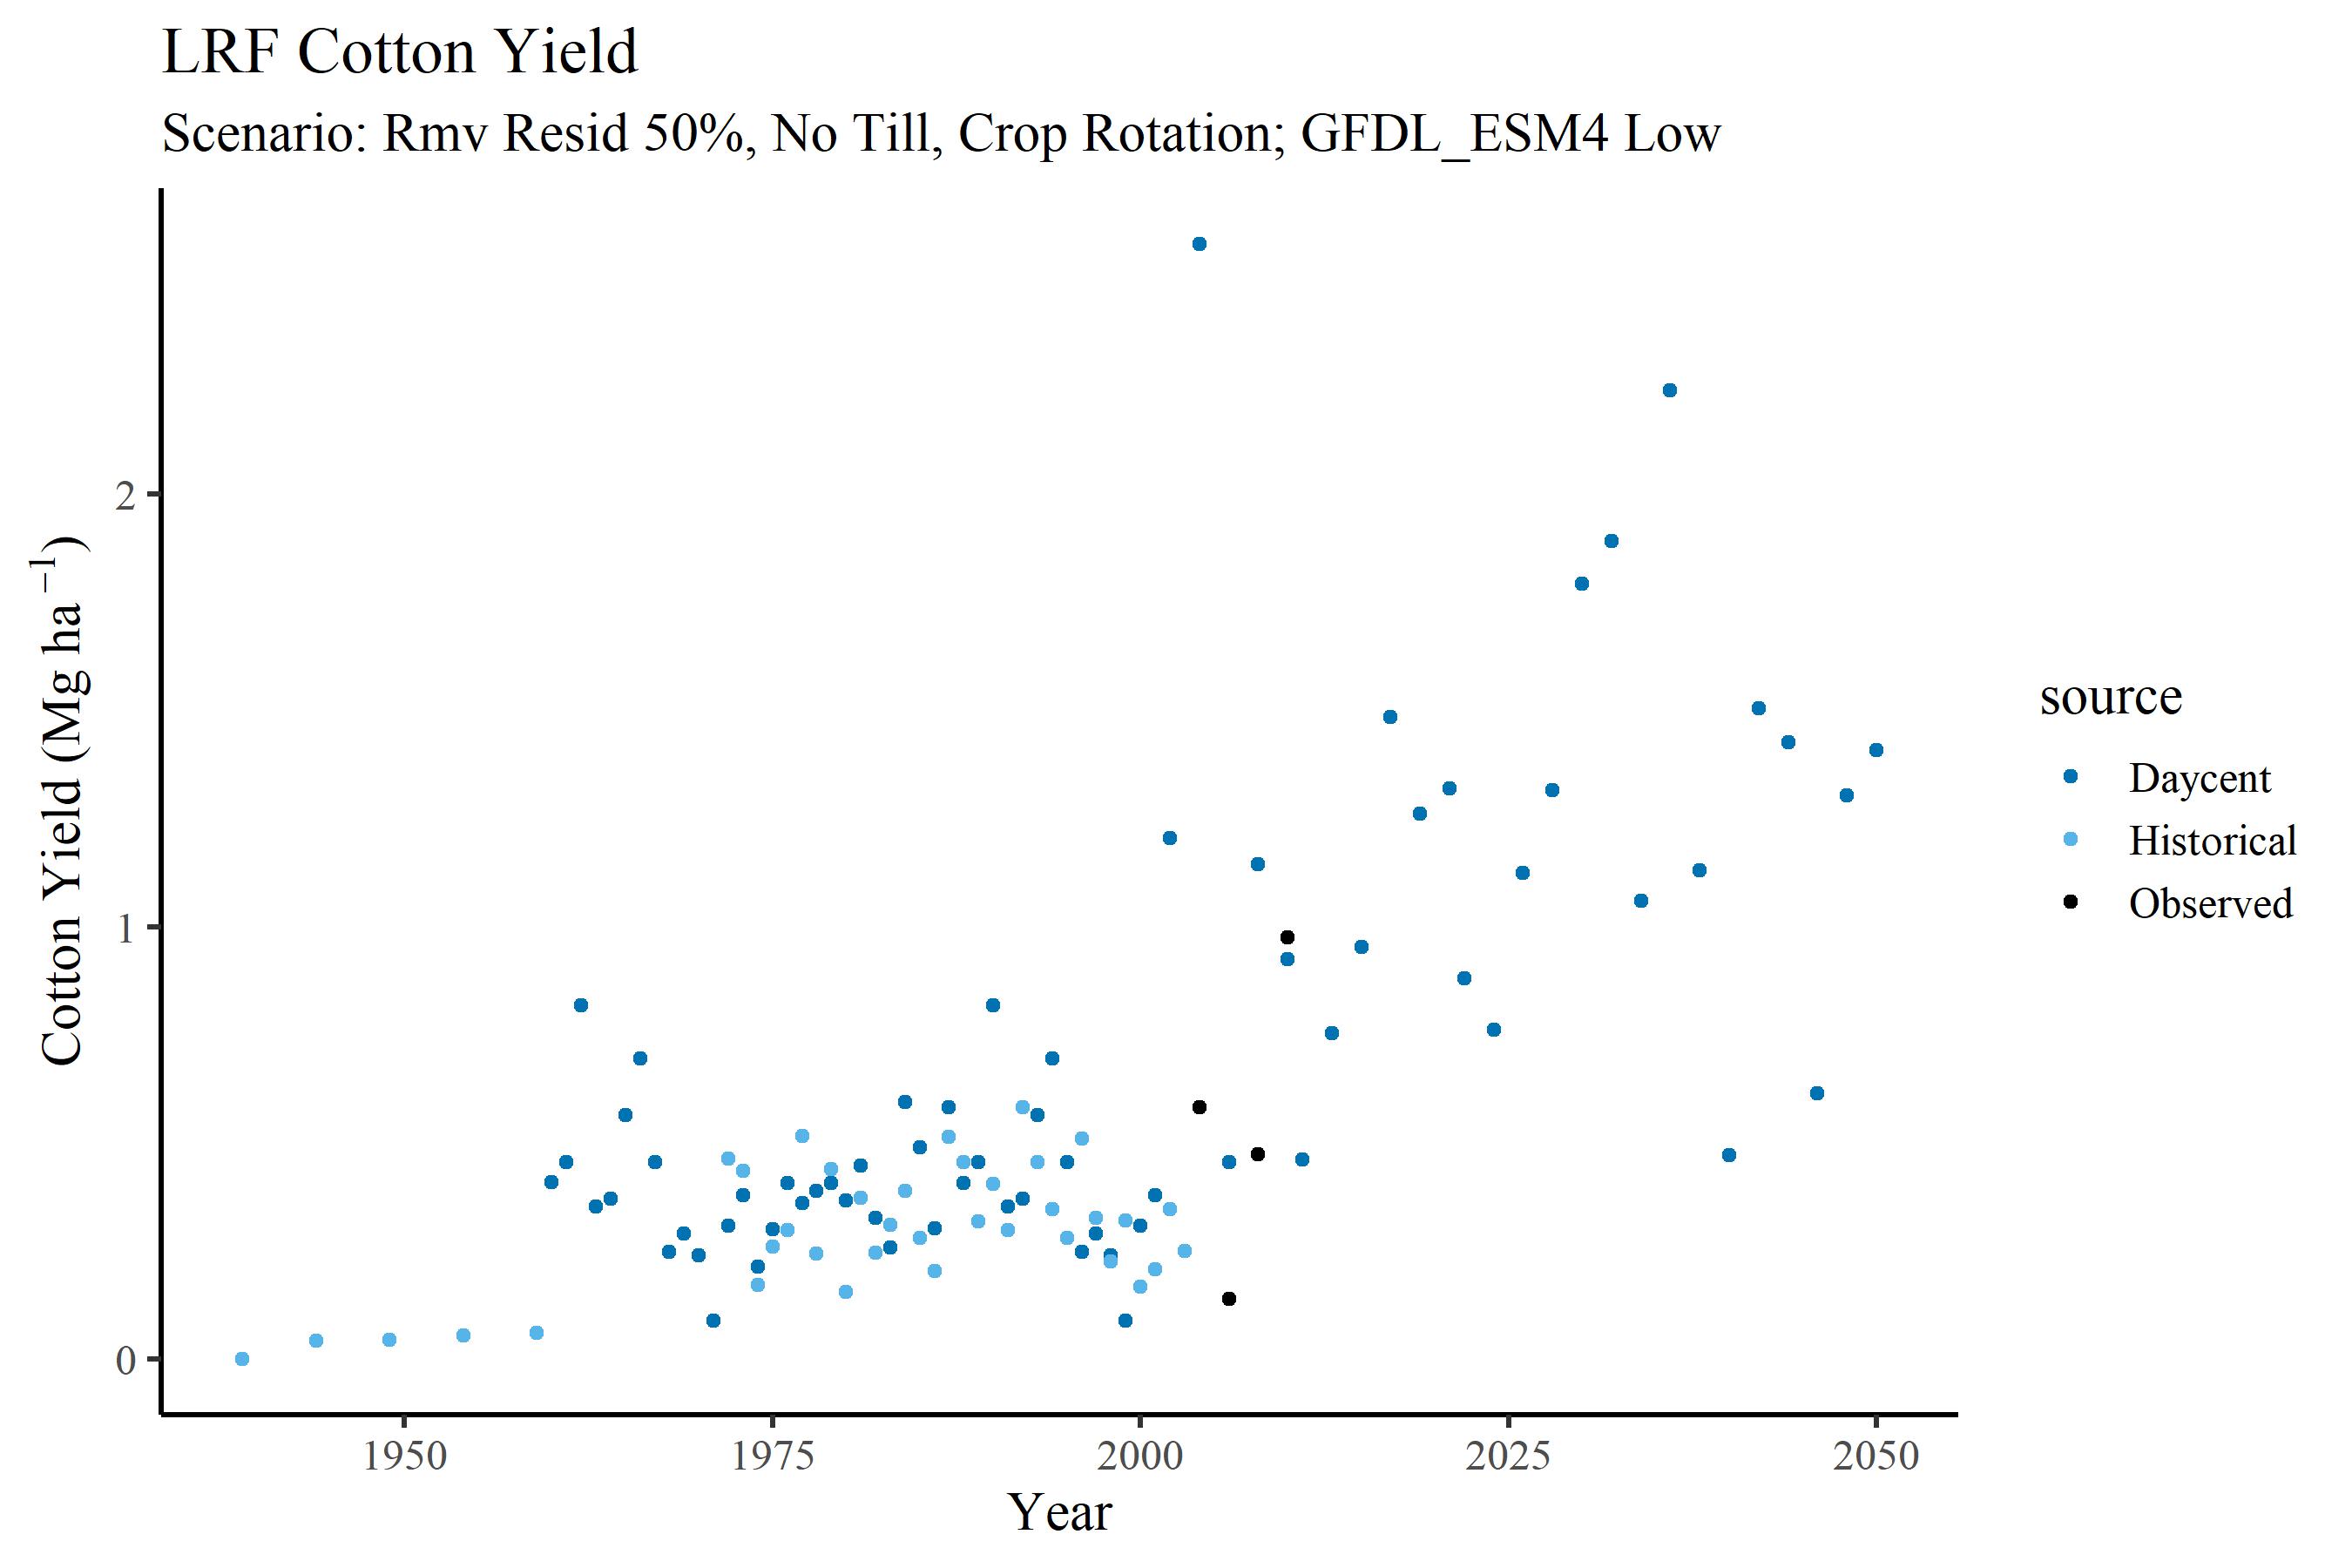 LRF Cotton Yield
Scenario: Rmv Resid 50%, No Till, Crop Rotation; GFDL_ESM4 Low
Cotton Yield (Mg ha⁻¹)
2
1
0
1950 1975 2000 2025 2050
Year
source
Daycent
Historical
Observed